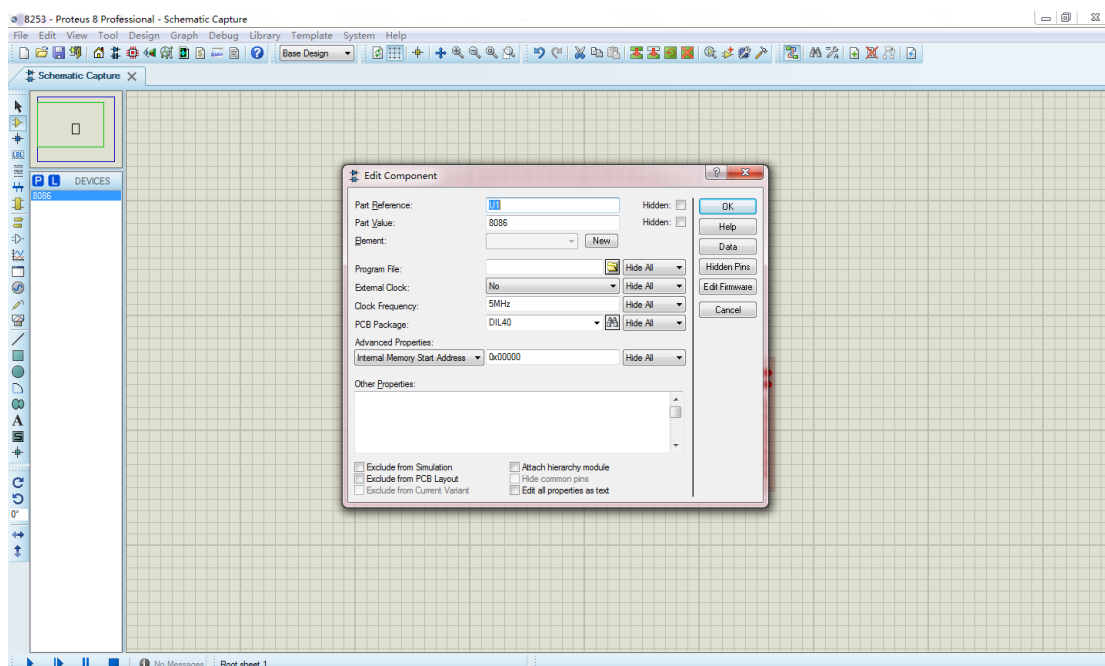 8253 - Proteus 8 Professional - Schematic Capture
File Edit View Tool Design Graph Debug Library Template System Help
Base Design
Schematic Capture
LBL
P L DEVICES
8086
Edit Component
Part Reference: U1 Hidden:
Part Value: 8086 Hidden:
Element: New
Program File: Hide All
External Clock: No Hide All
Clock Frequency: 5MHz Hide All
PCB Package: DIL40 Hide All
Advanced Properties:
Internal Memory Start Address 0x00000 Hide All
Other Properties:
Exclude from Simulation Attach hierarchy module
Exclude from PCB Layout Hide common pins
Exclude from Current Variant Edit all properties as text
OK
Help
Data
Hidden Pins
Edit Firmware
Cancel
A
S
0°
No Messages Root sheet 1